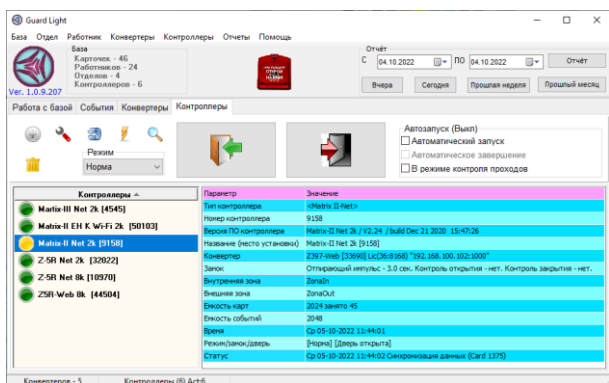 Guard Light
База Отдел Работник Конвертеры Контроллеры Отчеты Помощь
База
Карточек - 46
Работников - 24
Отделов - 4
Контроллеров - 6
Ver. 1.0.9.207
Отчёт
С 04.10.2022 ПО 04.10.2022 Отчёт
Вчера Сегодня Прошлая неделя Прошлый месяц
Работа с базой События Конвертеры Контроллеры
Режим
Норма
Автозапуск (Выкл)
Автоматический запуск
Автоматическое завершение
В режиме контроля проходов
Контроллеры
Matrix-III Net 2k [4545]
Matrix-II EH K Wi-Fi 2k [50103]
Matrix-II Net 2k [9158]
Z-5R Net 2k [32022]
Z-5R Net 8k [10970]
Z5R-Web 8k [44504]
Параметр Значение
Тип контроллера <Matrix II-Net>
Номер контроллера 9158
Версия ПО контроллера Matrix-II Net 2k / V2.24 / build Dec 21 2020 15:47:26
Название (место установки) Matrix-II Net 2k [9158]
Конвертер Z397-Web [33690] Lic[36:8168] "192.168.100.102:1000"
Замок Отпирающий импульс - 3.0 сек. Контроль открытия - нет. Контроль закрытия - нет.
Внутренняя зона ZonaIn
Внешняя зона ZonaOut
Емкость карт 2024 занято 45
Емкость событий 2048
Время Ср 05-10-2022 11:44:01
Режим/замок/дверь [Норма] [Дверь открыта]
Статус Ср 05-10-2022 11:44:02 Синхронизация данных (Card 1375)
Конвертеров - 5 Контроллеры (6) Act:6